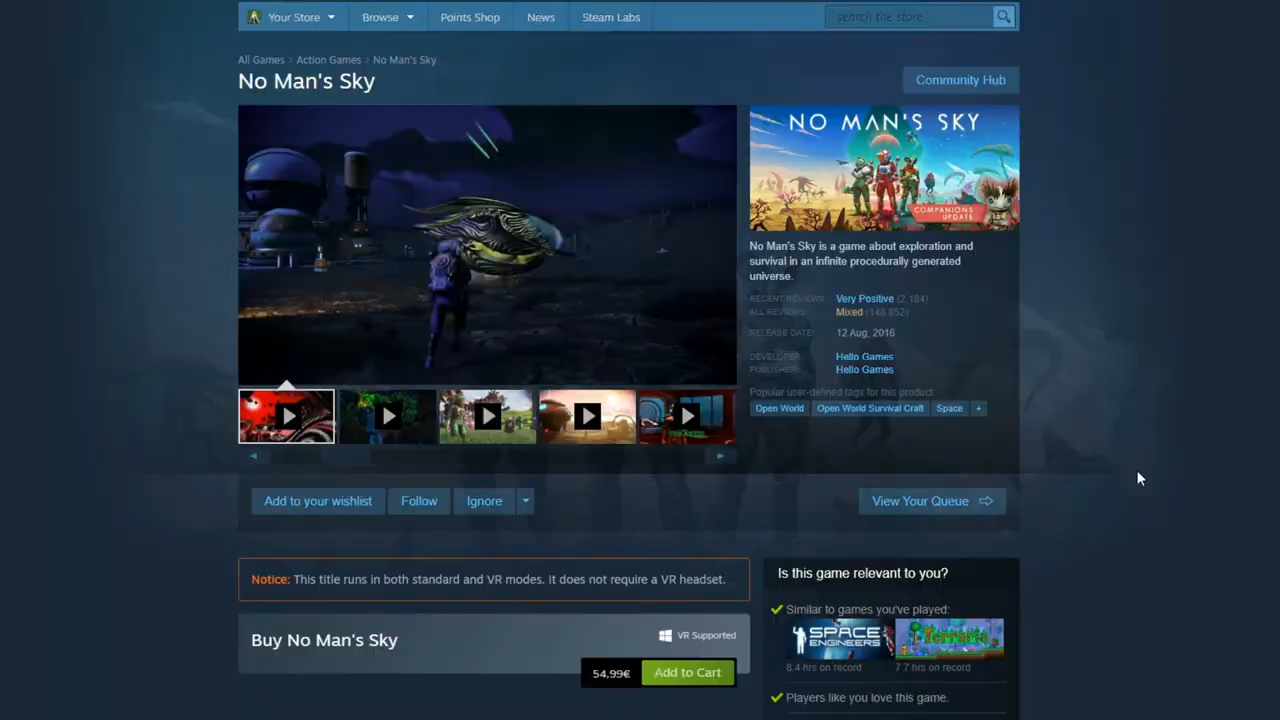 Your Store
Browse
Points Shop
News
Steam Labs
search the store
All Games > Action Games > No Man's Sky
No Man's Sky
Community Hub
NO MAN'S SKY
COMPANIONS
UPDATE
No Man's Sky is a game about exploration and
survival in an infinite procedurally generated
universe.
RECENT REVIEWS: Very Positive (2,184)
ALL REVIEWS: Mixed (148,852)
RELEASE DATE: 12 Aug, 2016
DEVELOPER: Hello Games
PUBLISHER: Hello Games
Popular user-defined tags for this product:
Open World
Open World Survival Craft
Space
+
Add to your wishlist
Follow
Ignore
View Your Queue
Notice: This title runs in both standard and VR modes. It does not require a VR headset.
Is this game relevant to you?
Similar to games you've played:
SPACE
ENGINEERS
Terraria
8.4 hrs on record
7.7 hrs on record
Players like you love this game.
Buy No Man's Sky
VR Supported
54,99€
Add to Cart